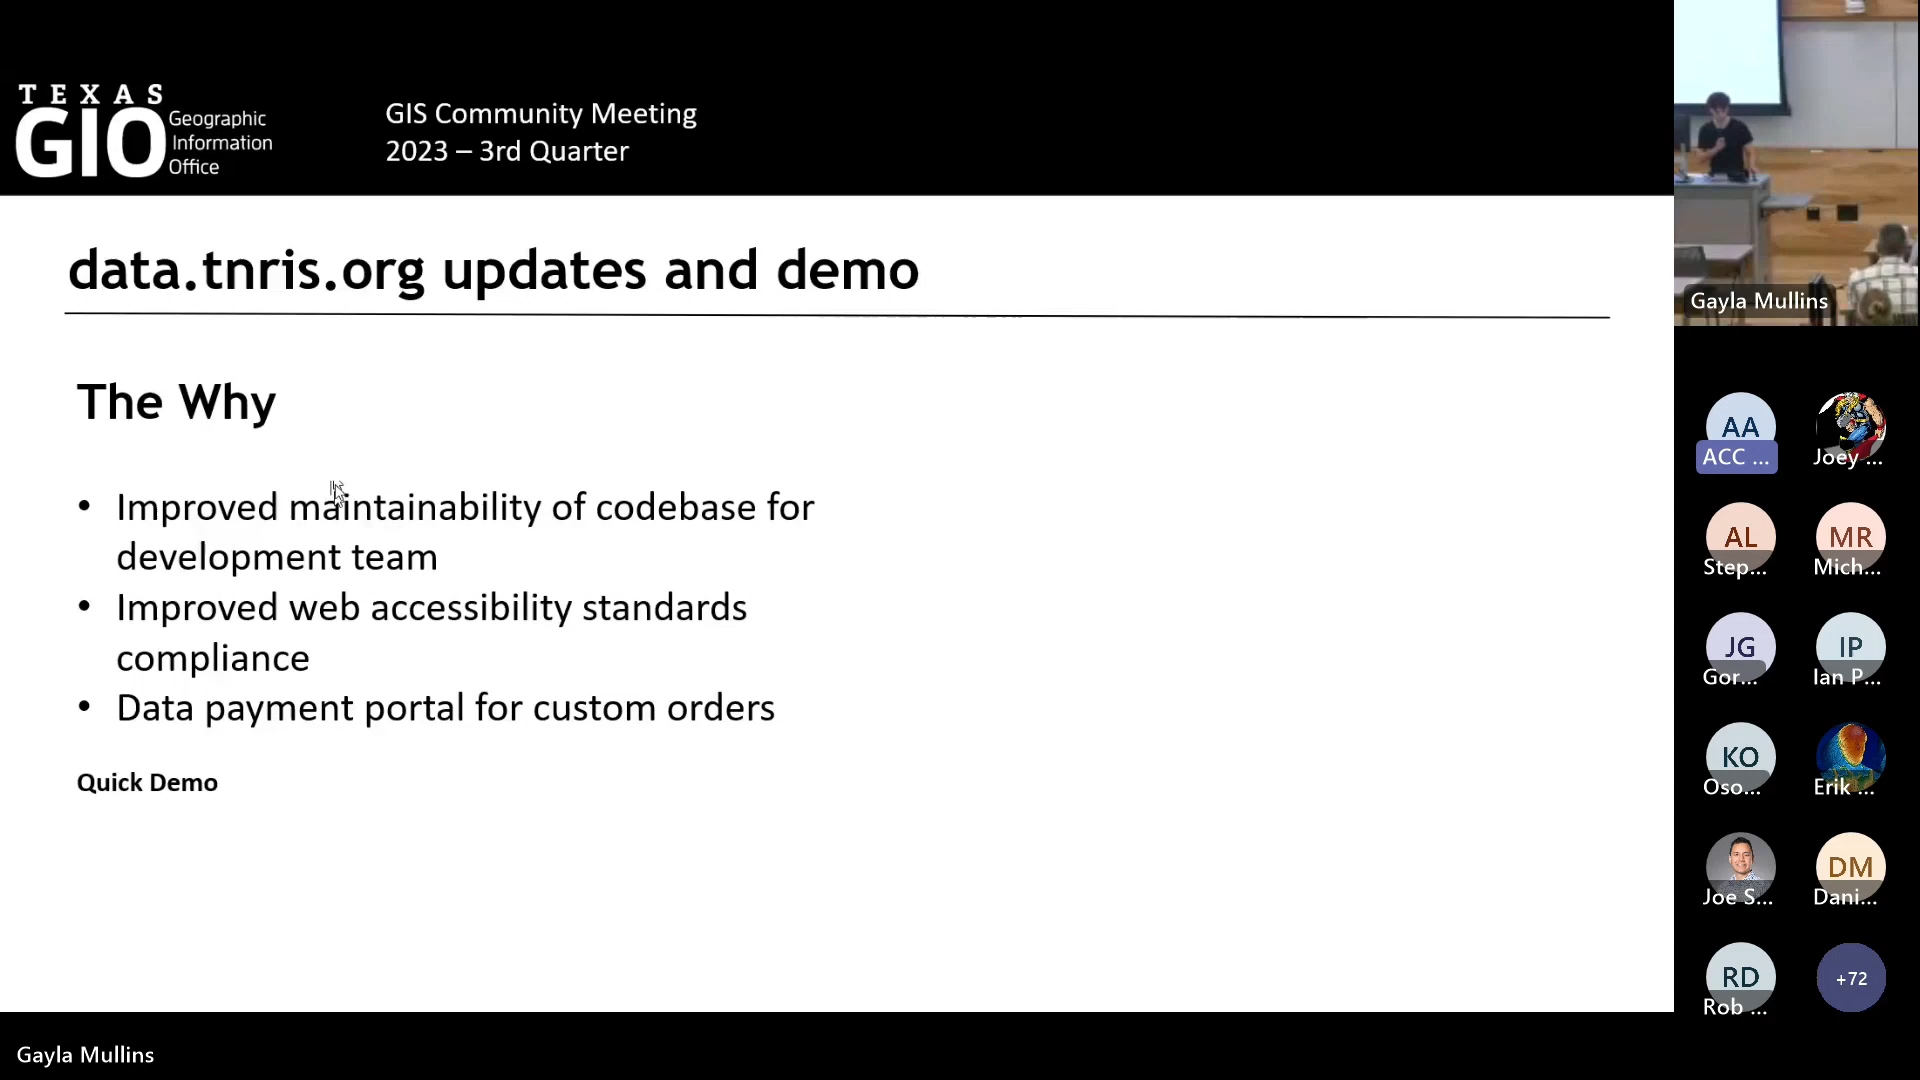 TEXAS
GIO
Geographic
Information
Office
GIS Community Meeting
2023 – 3rd Quarter
data.tnris.org updates and demo
The Why
• Improved maintainability of codebase for
development team
• Improved web accessibility standards
compliance
• Data payment portal for custom orders
Quick Demo
Gayla Mullins
AA
ACC ...
Joey ...
AL
Step...
MR
Mich...
JG
Gor...
IP
Ian P...
KO
Oso...
Erik ...
Joe S...
DM
Dani...
RD
Rob ...
+72
Gayla Mullins